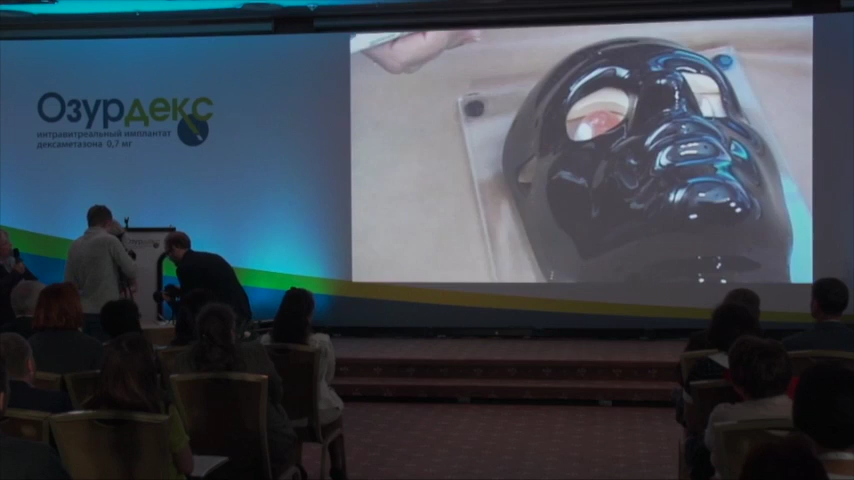 Озурдекс
интравитреальный имплантат
дексаметазона 0,7 мг